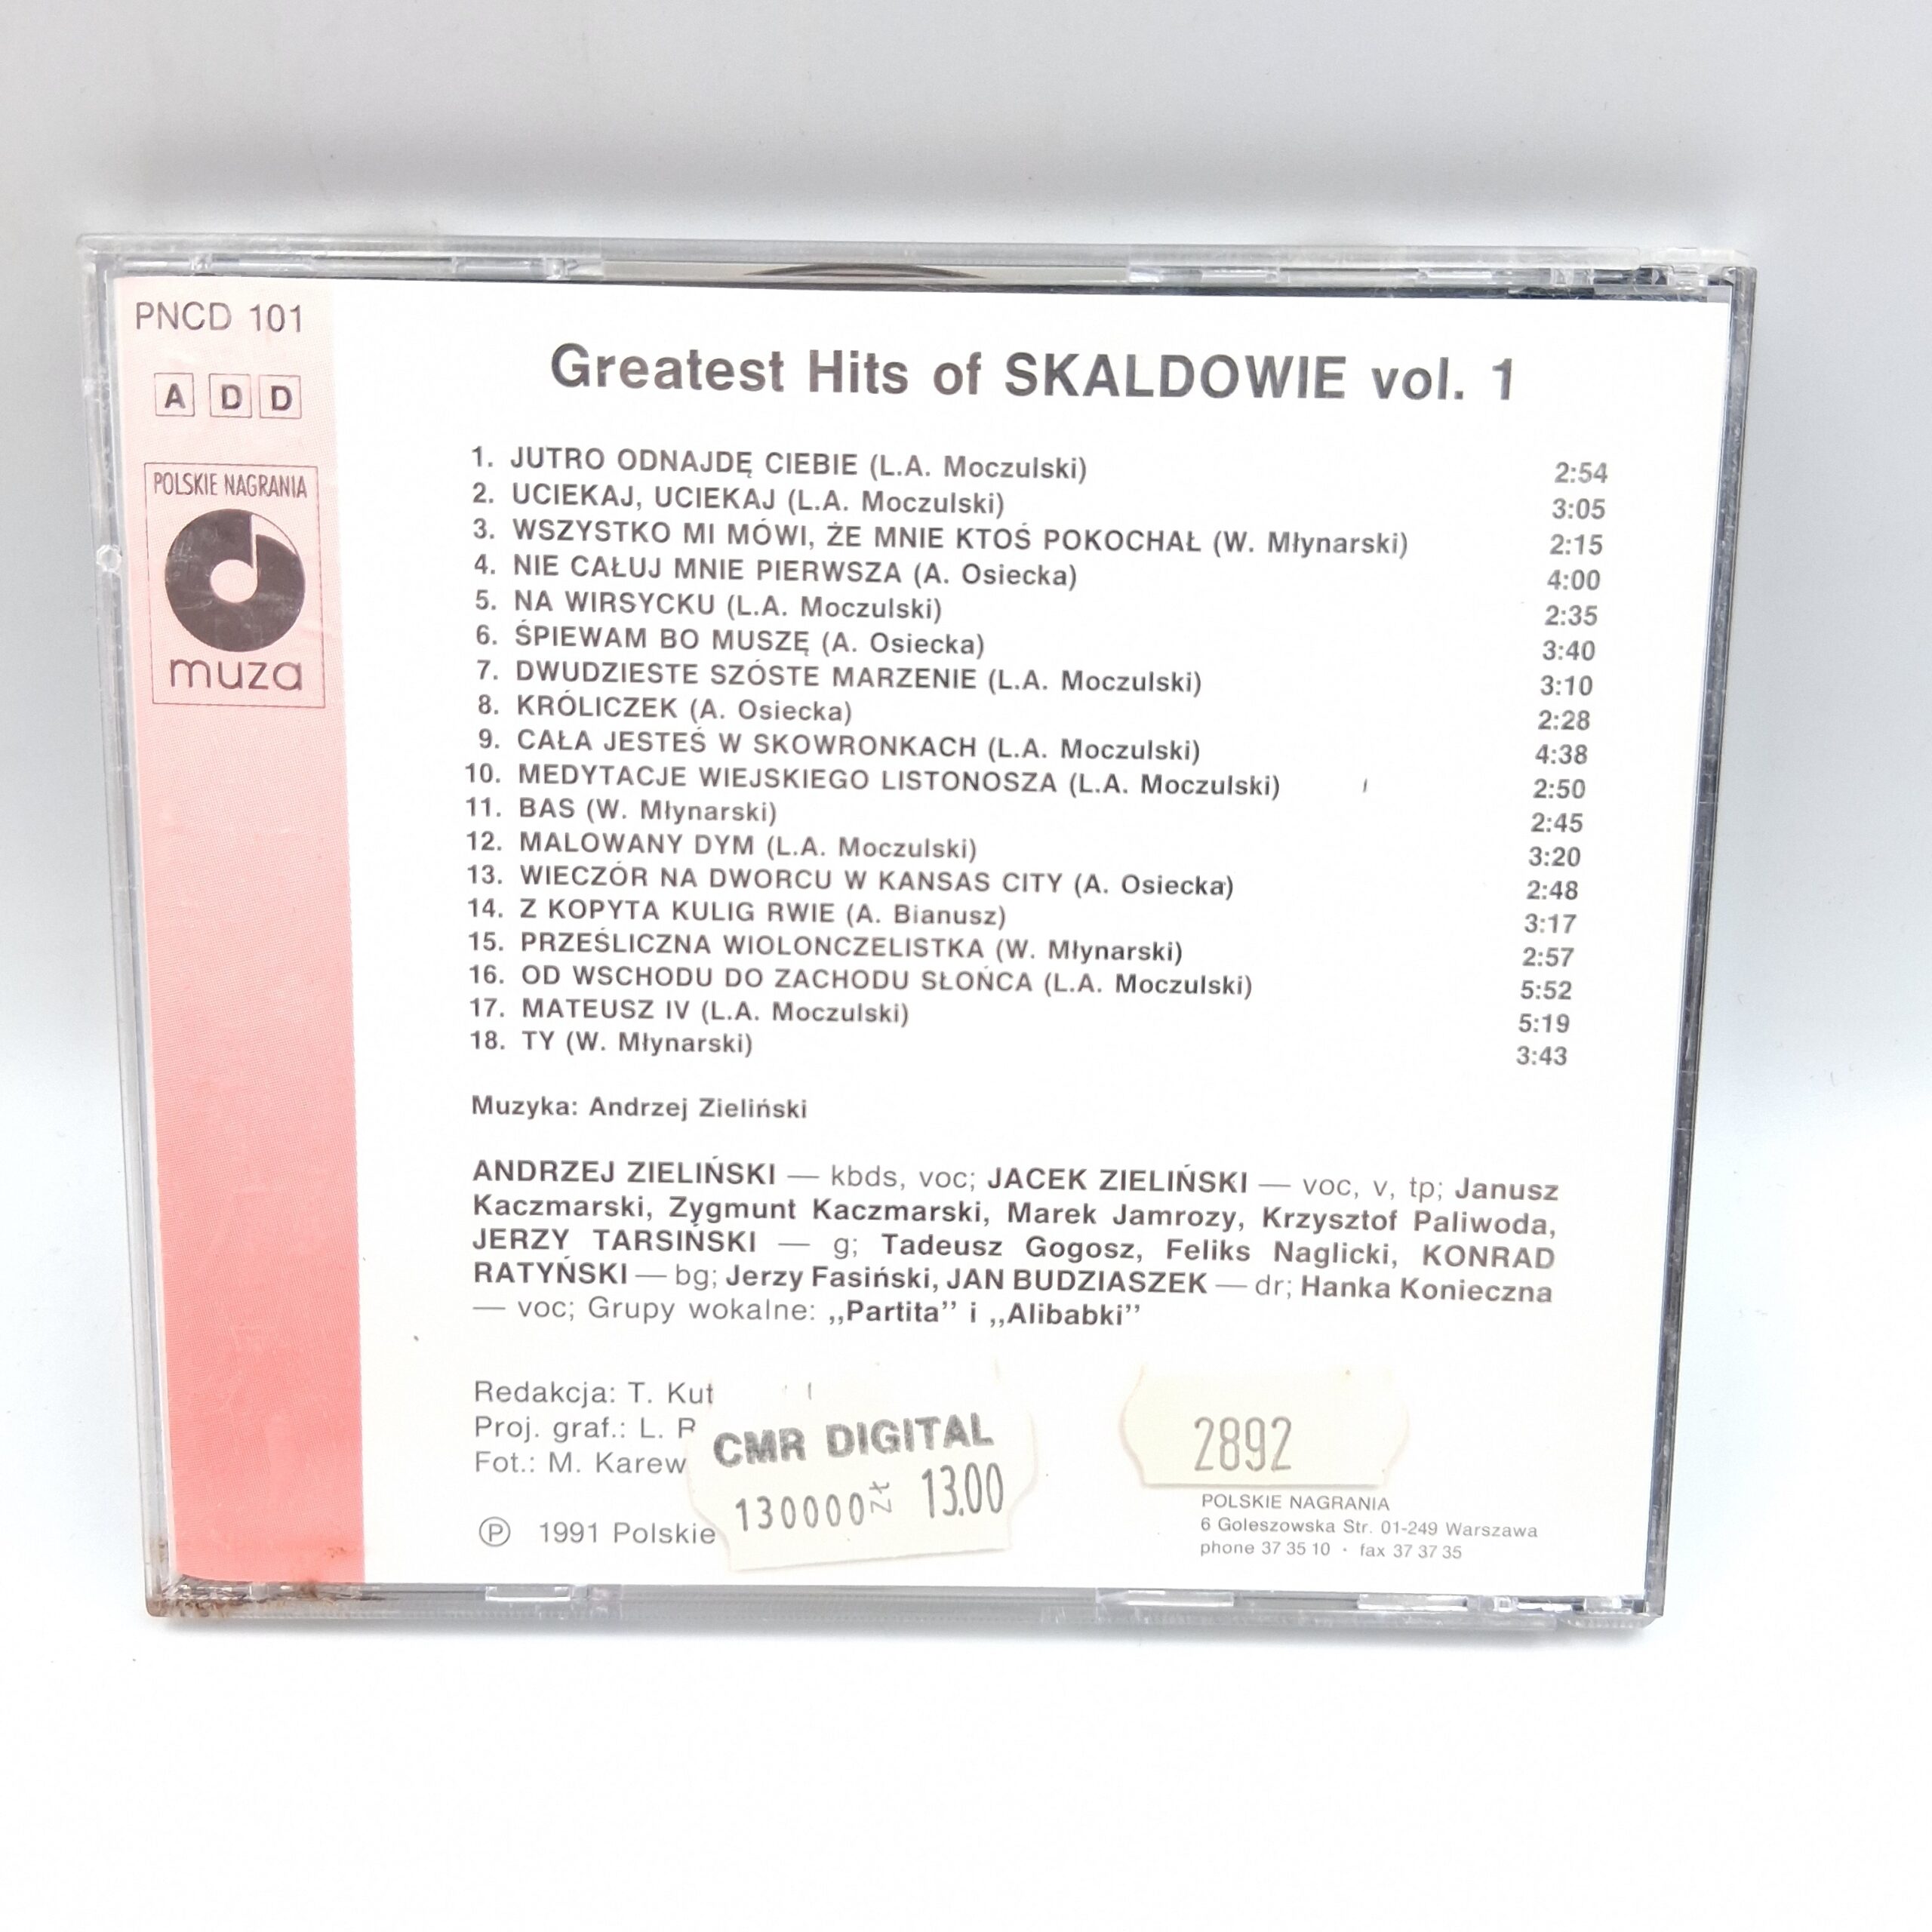 PNCD 101
A D D
POLSKIE NAGRANIA
muza
Greatest Hits of SKALDOWIE vol. 1
1. JUTRO ODNAJDĘ CIEBIE (L.A. Moczulski) 2:54
2. UCIEKAJ, UCIEKAJ (L.A. Moczulski) 3:05
3. WSZYSTKO MI MÓWI, ŻE MNIE KTOŚ POKOCHAŁ (W. Młynarski) 2:15
4. NIE CAŁUJ MNIE PIERWSZA (A. Osiecka) 4:00
5. NA WIRSYCKU (L.A. Moczulski) 2:35
6. ŚPIEWAM BO MUSZĘ (A. Osiecka) 3:40
7. DWUDZIESTE SZÓSTE MARZENIE (L.A. Moczulski) 3:10
8. KRÓLICZEK (A. Osiecka) 2:28
9. CAŁA JESTEŚ W SKOWRONKACH (L.A. Moczulski) 4:38
10. MEDYTACJE WIEJSKIEGO LISTONOSZA (L.A. Moczulski) 2:50
11. BAS (W. Młynarski) 2:45
12. MALOWANY DYM (L.A. Moczulski) 3:20
13. WIECZÓR NA DWORCU W KANSAS CITY (A. Osiecka) 2:48
14. Z KOPYTA KULIG RWIE (A. Bianusz) 3:17
15. PRZEŚLICZNA WIOLONCZELISTKA (W. Młynarski) 2:57
16. OD WSCHODU DO ZACHODU SŁOŃCA (L.A. Moczulski) 5:52
17. MATEUSZ IV (L.A. Moczulski) 5:19
18. TY (W. Młynarski) 3:43
Muzyka: Andrzej Zieliński
ANDRZEJ ZIELIŃSKI — kbds, voc; JACEK ZIELIŃSKI — voc, v, tp; Janusz
Kaczmarski, Zygmunt Kaczmarski, Marek Jamrozy, Krzysztof Paliwoda,
JERZY TARSIŃSKI — g; Tadeusz Gogosz, Feliks Naglicki, KONRAD
RATYŃSKI — bg; Jerzy Fasiński, JAN BUDZIASZEK — dr; Hanka Konieczna
— voc; Grupy wokalne: „Partita” i „Alibabki”
Redakcja: T. Kut
Proj. graf.: L.
Fot.: M. Karew
℗ 1991 Polskie
CMR DIGITAL
130000 zł 13.00
2892
POLSKIE NAGRANIA
6 Goleszowska Str. 01-249 Warszawa
phone 37 35 10 · fax 37 37 35